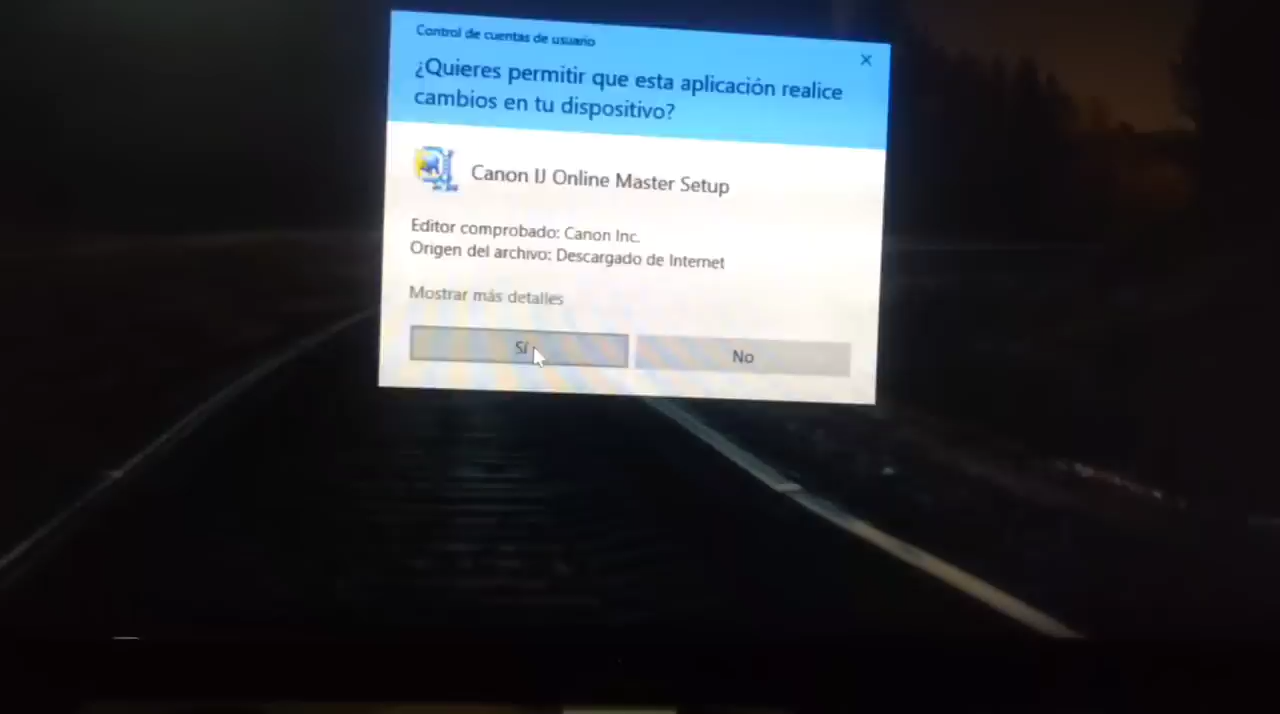 Control de cuentas de usuario
¿Quieres permitir que esta aplicación realice
cambios en tu dispositivo?
Canon IJ Online Master Setup
Editor comprobado: Canon Inc.
Origen del archivo: Descargado de Internet
Mostrar más detalles
Sí
No